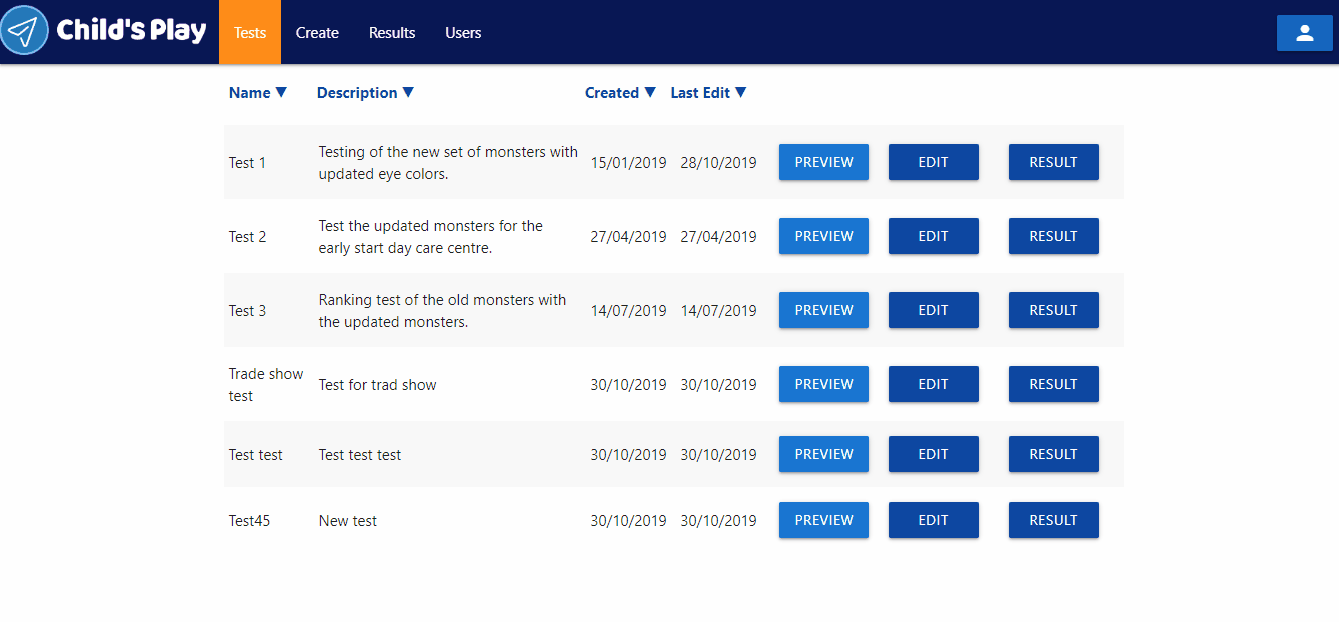 Child's Play Tests Create Results Users
Name ▼ Description ▼ Created ▼ Last Edit ▼
Test 1
Testing of the new set of monsters with
updated eye colors.
15/01/2019 28/10/2019 PREVIEW EDIT RESULT
Test 2
Test the updated monsters for the
early start day care centre.
27/04/2019 27/04/2019 PREVIEW EDIT RESULT
Test 3
Ranking test of the old monsters with
the updated monsters.
14/07/2019 14/07/2019 PREVIEW EDIT RESULT
Trade show
test
Test for trad show
30/10/2019 30/10/2019 PREVIEW EDIT RESULT
Test test Test test test 30/10/2019 30/10/2019 PREVIEW EDIT RESULT
Test45 New test 30/10/2019 30/10/2019 PREVIEW EDIT RESULT